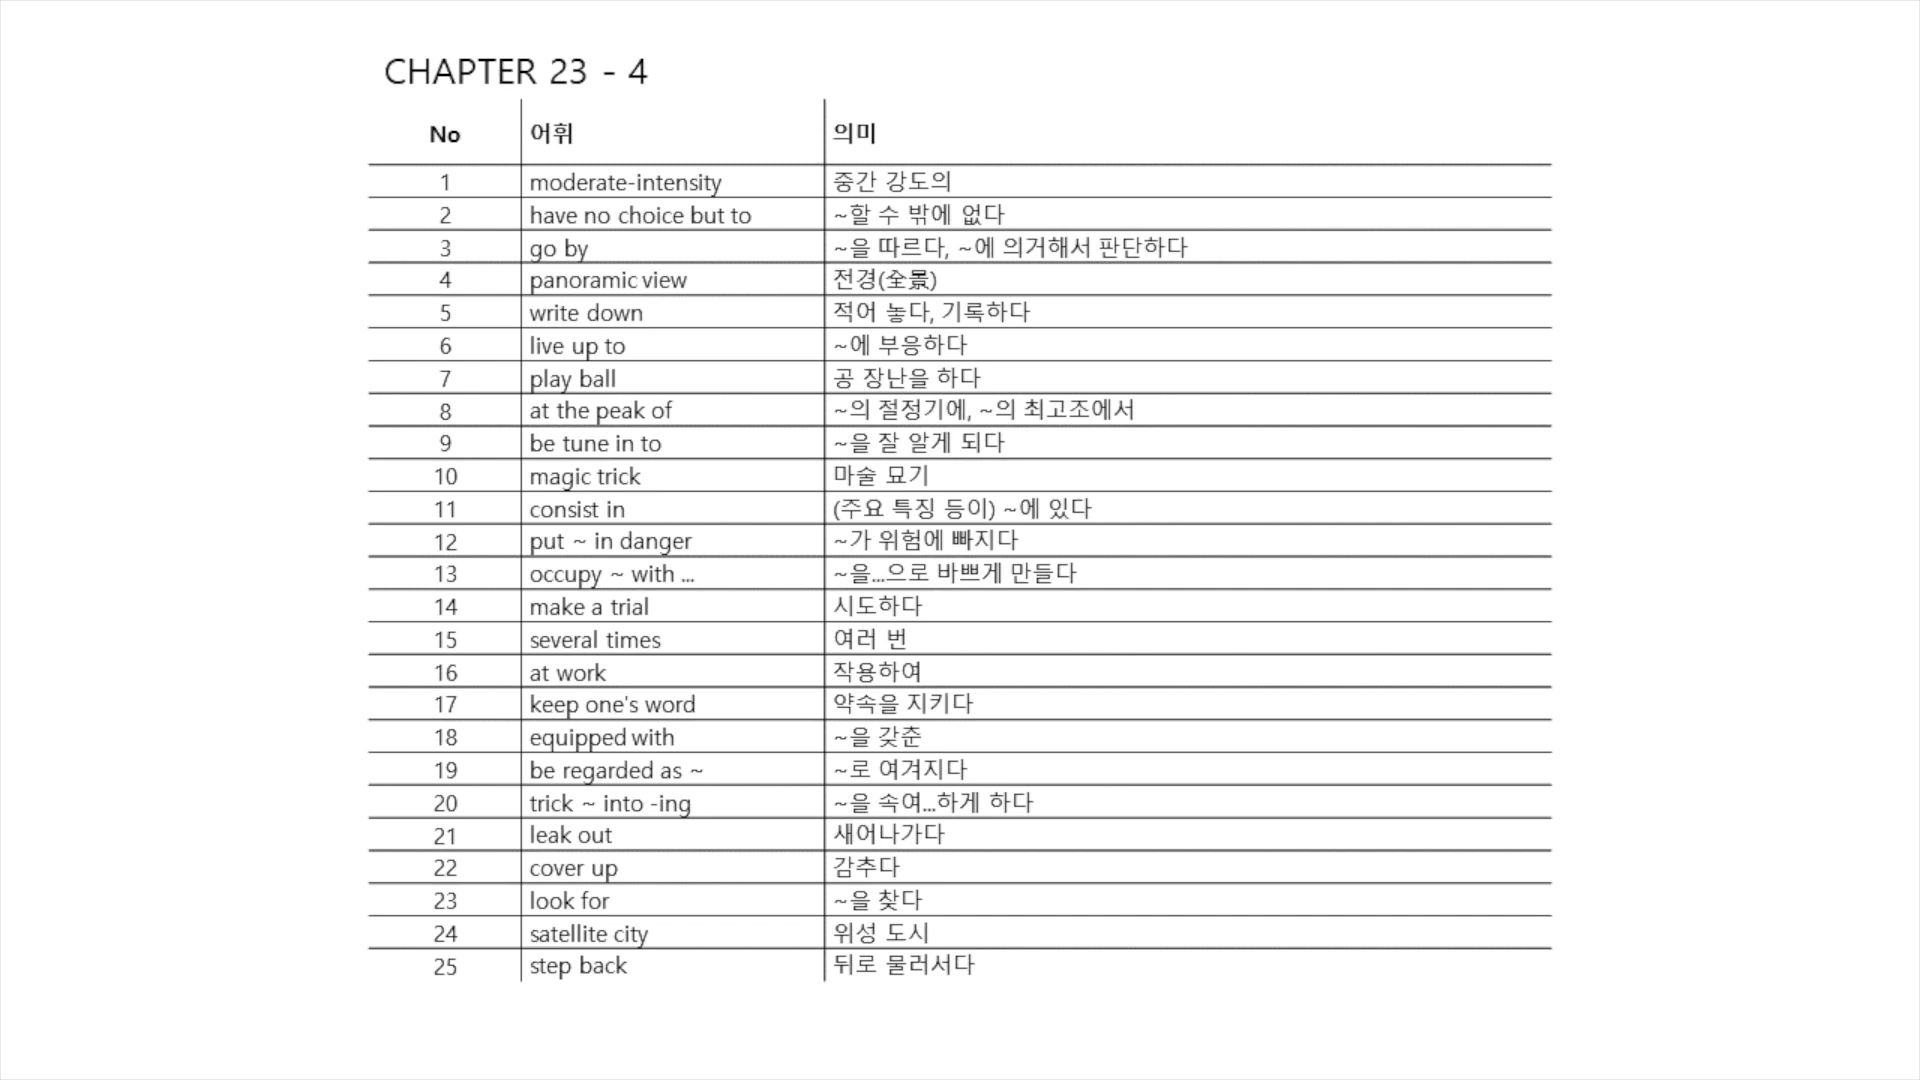 CHAPTER 23 - 4
No 어휘 의미
1 moderate-intensity 중간 강도의
2 have no choice but to ~할 수 밖에 없다
3 go by ~을 따르다, ~에 의거해서 판단하다
4 panoramic view 전경(全景)
5 write down 적어 놓다, 기록하다
6 live up to ~에 부응하다
7 play ball 공 장난을 하다
8 at the peak of ~의 절정기에, ~의 최고조에서
9 be tune in to ~을 잘 알게 되다
10 magic trick 마술 묘기
11 consist in (주요 특징 등이) ~에 있다
12 put ~ in danger ~가 위험에 빠지다
13 occupy ~ with ... ~을...으로 바쁘게 만들다
14 make a trial 시도하다
15 several times 여러 번
16 at work 작용하여
17 keep one's word 약속을 지키다
18 equipped with ~을 갖춘
19 be regarded as ~ ~로 여겨지다
20 trick ~ into -ing ~을 속여...하게 하다
21 leak out 새어나가다
22 cover up 감추다
23 look for ~을 찾다
24 satellite city 위성 도시
25 step back 뒤로 물러서다